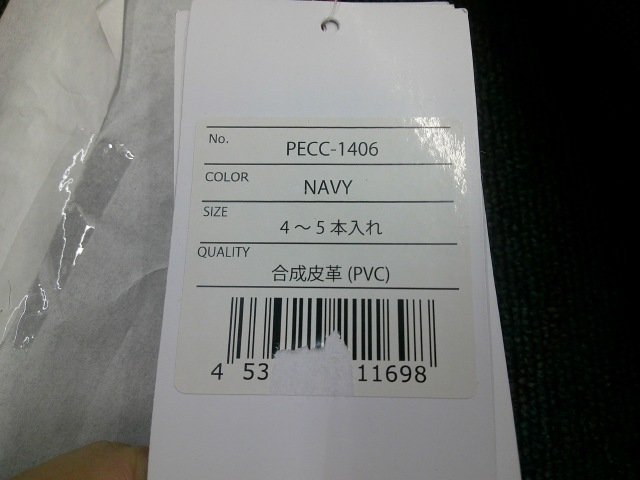 No. PECC-1406
COLOR NAVY
SIZE 4～5本入れ
QUALITY 合成皮革 (PVC)
4 53 11698